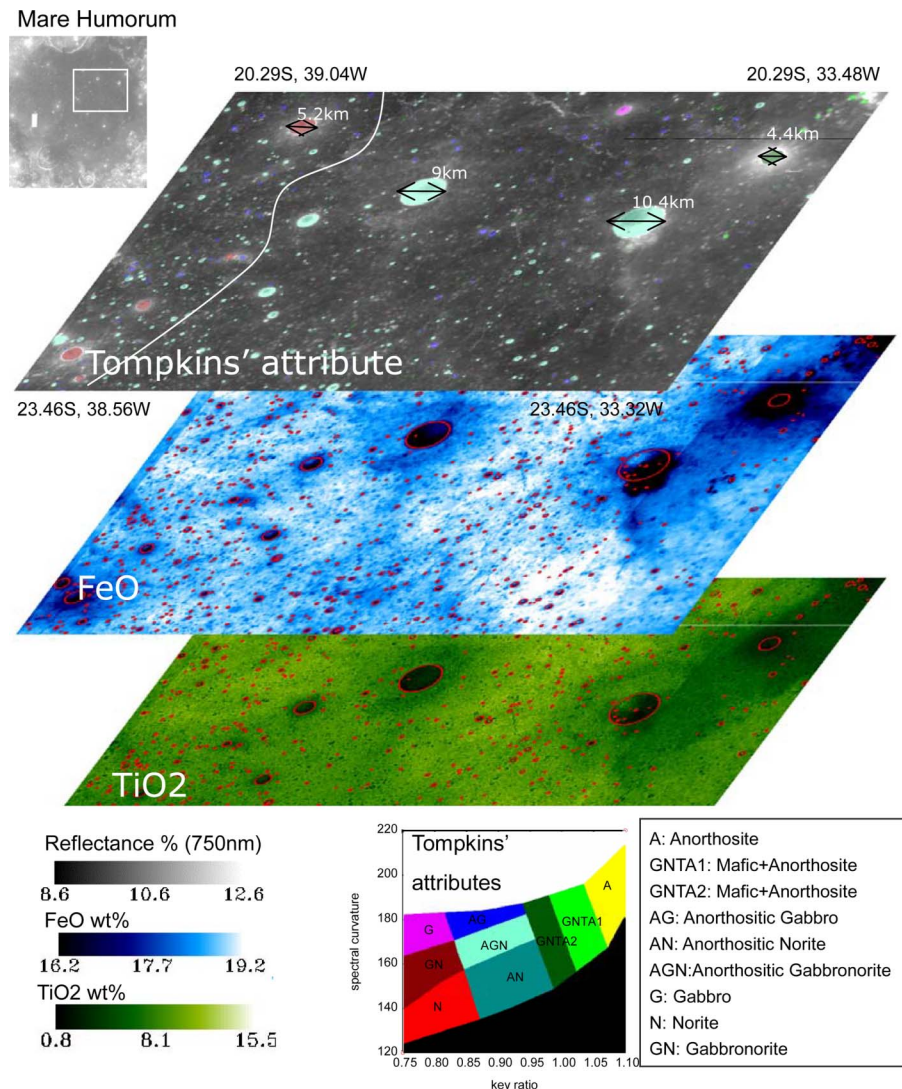 Mare Humorum
20.29S, 39.04W
20.29S, 33.48W
5.2km
4.4km
9km
10.4km
Tompkins' attribute
23.46S, 38.56W
23.46S, 33.32W
FeO
TiO2
Reflectance % (750nm)
8.6 10.6 12.6
FeO wt%
16.2 17.7 19.2
TiO2 wt%
0.8 8.1 15.5
Tompkins'
attributes
spectral curvature
220
200
180
160
140
120
0.75 0.80 0.85 0.90 0.95 1.00 1.05 1.10
key ratio
A
GNTA1
GNTA2
AG
G
AGN
GN
AN
N
A: Anorthosite
GNTA1: Mafic+Anorthosite
GNTA2: Mafic+Anorthosite
AG: Anorthositic Gabbro
AN: Anorthositic Norite
AGN:Anorthositic Gabbronorite
G: Gabbro
N: Norite
GN: Gabbronorite